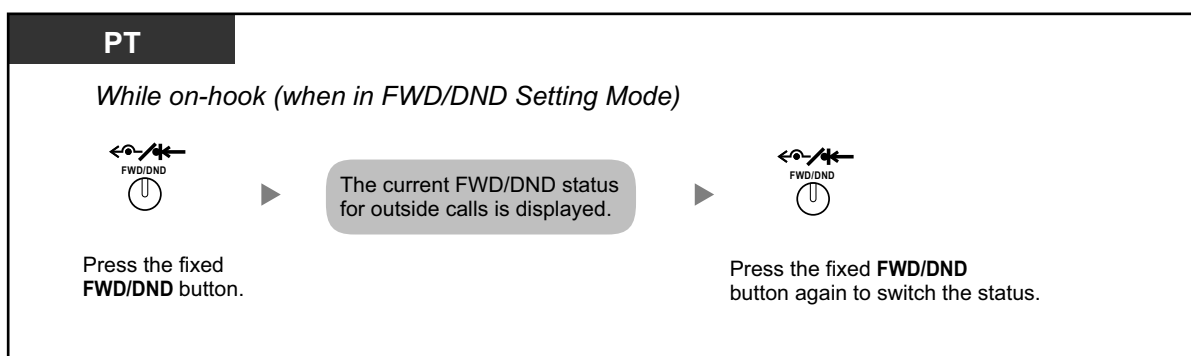 PT
While on-hook (when in FWD/DND Setting Mode)
FWD/DND
The current FWD/DND status
for outside calls is displayed.
FWD/DND
Press the fixed
FWD/DND button.
Press the fixed FWD/DND
button again to switch the status.